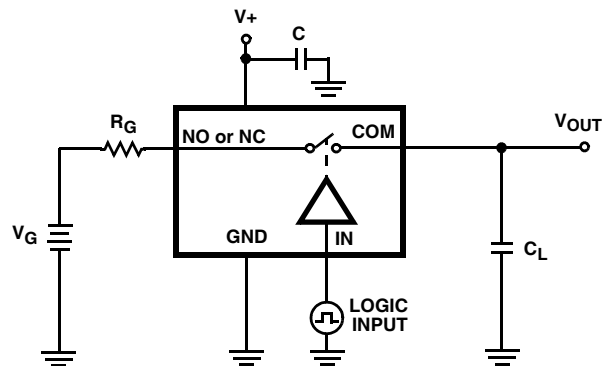 V+
C
RG
NO or NC
COM
VOUT
VG
GND
IN
CL
LOGIC
INPUT